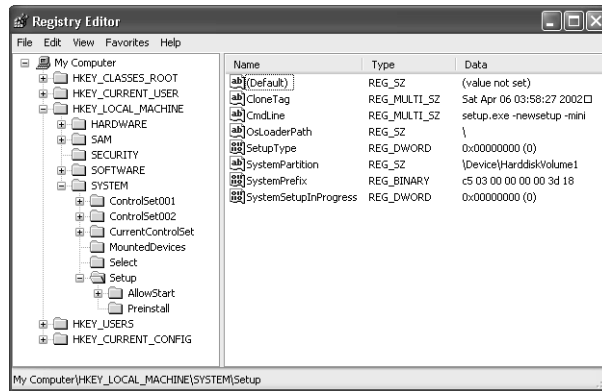 Registry Editor
File Edit View Favorites Help
My Computer
HKEY_CLASSES_ROOT
HKEY_CURRENT_USER
HKEY_LOCAL_MACHINE
HARDWARE
SAM
SECURITY
SOFTWARE
SYSTEM
ControlSet001
ControlSet002
CurrentControlSet
MountedDevices
Select
Setup
AllowStart
Preinstall
HKEY_USERS
HKEY_CURRENT_CONFIG
Name Type Data
(Default) REG_SZ (value not set)
CloneTag REG_MULTI_SZ Sat Apr 06 03:58:27 2002□
CmdLine REG_MULTI_SZ setup.exe -newsetup -mini
OsLoaderPath REG_SZ \
SetupType REG_DWORD 0x00000000 (0)
SystemPartition REG_SZ \Device\HarddiskVolume1
SystemPrefix REG_BINARY c5 03 00 00 00 00 3d 18
SystemSetupInProgress REG_DWORD 0x00000000 (0)
My Computer\HKEY_LOCAL_MACHINE\SYSTEM\Setup